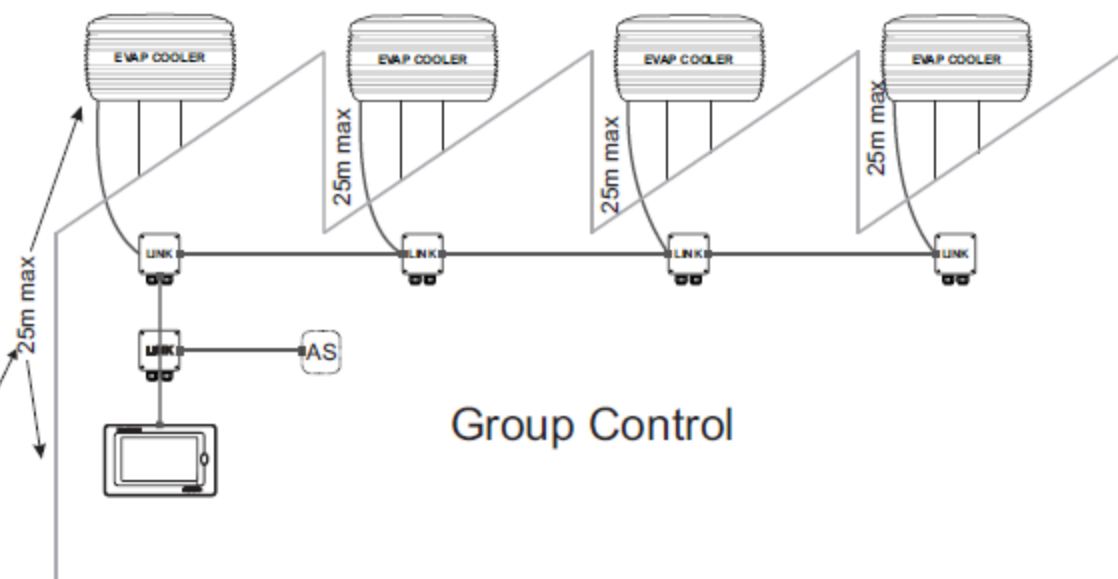 EVAP COOLER
EVAP COOLER
EVAP COOLER
EVAP COOLER
25m max
25m max
25m max
25m max
LINK
LINK
LINK
LINK
LINK
AS
Group Control